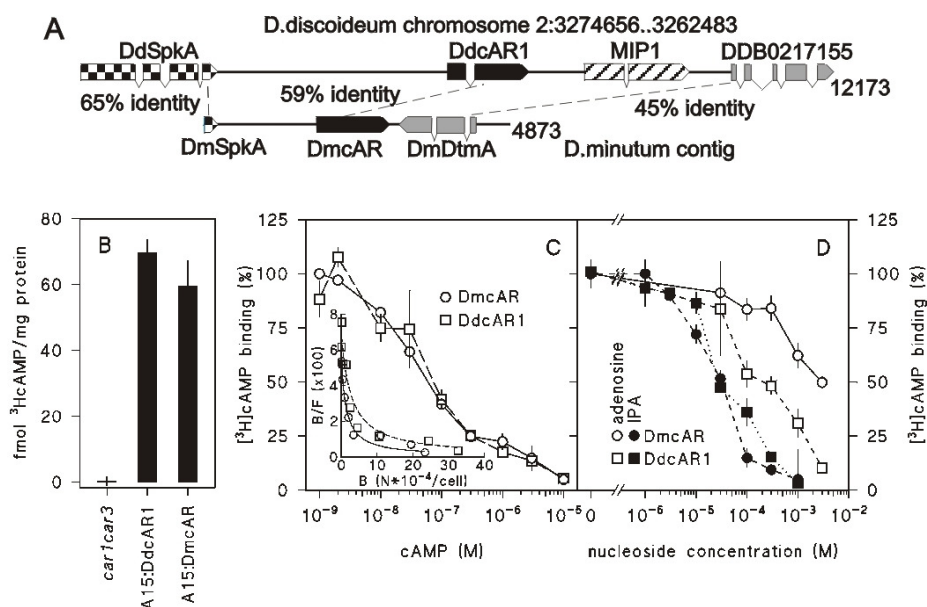 A
D.discoideum chromosome 2:3274656..3262483
DdSpkA
DdcAR1
MIP1
DDB0217155
65% identity
59% identity
45% identity
12173
DmSpkA
DmcAR
DmDtmA
4873
D.minutum contig
B
fmol ³HcAMP/mg protein
80
60
40
20
0
car1car3
A15:DdcAR1
A15:DmcAR
C
[³H]cAMP binding (%)
125
100
75
50
25
0
DmcAR
DdcAR1
B/F (x100)
8
6
4
2
0
0 10 20 30 40
B (N*10⁻⁴/cell)
10⁻⁹ 10⁻⁸ 10⁻⁷ 10⁻⁶ 10⁻⁵
cAMP (M)
D
adenosine
IPA
DmcAR
DdcAR1
0 10⁻⁶ 10⁻⁵ 10⁻⁴ 10⁻³ 10⁻²
nucleoside concentration (M)
125
100
75
50
25
0
[³H]cAMP binding (%)